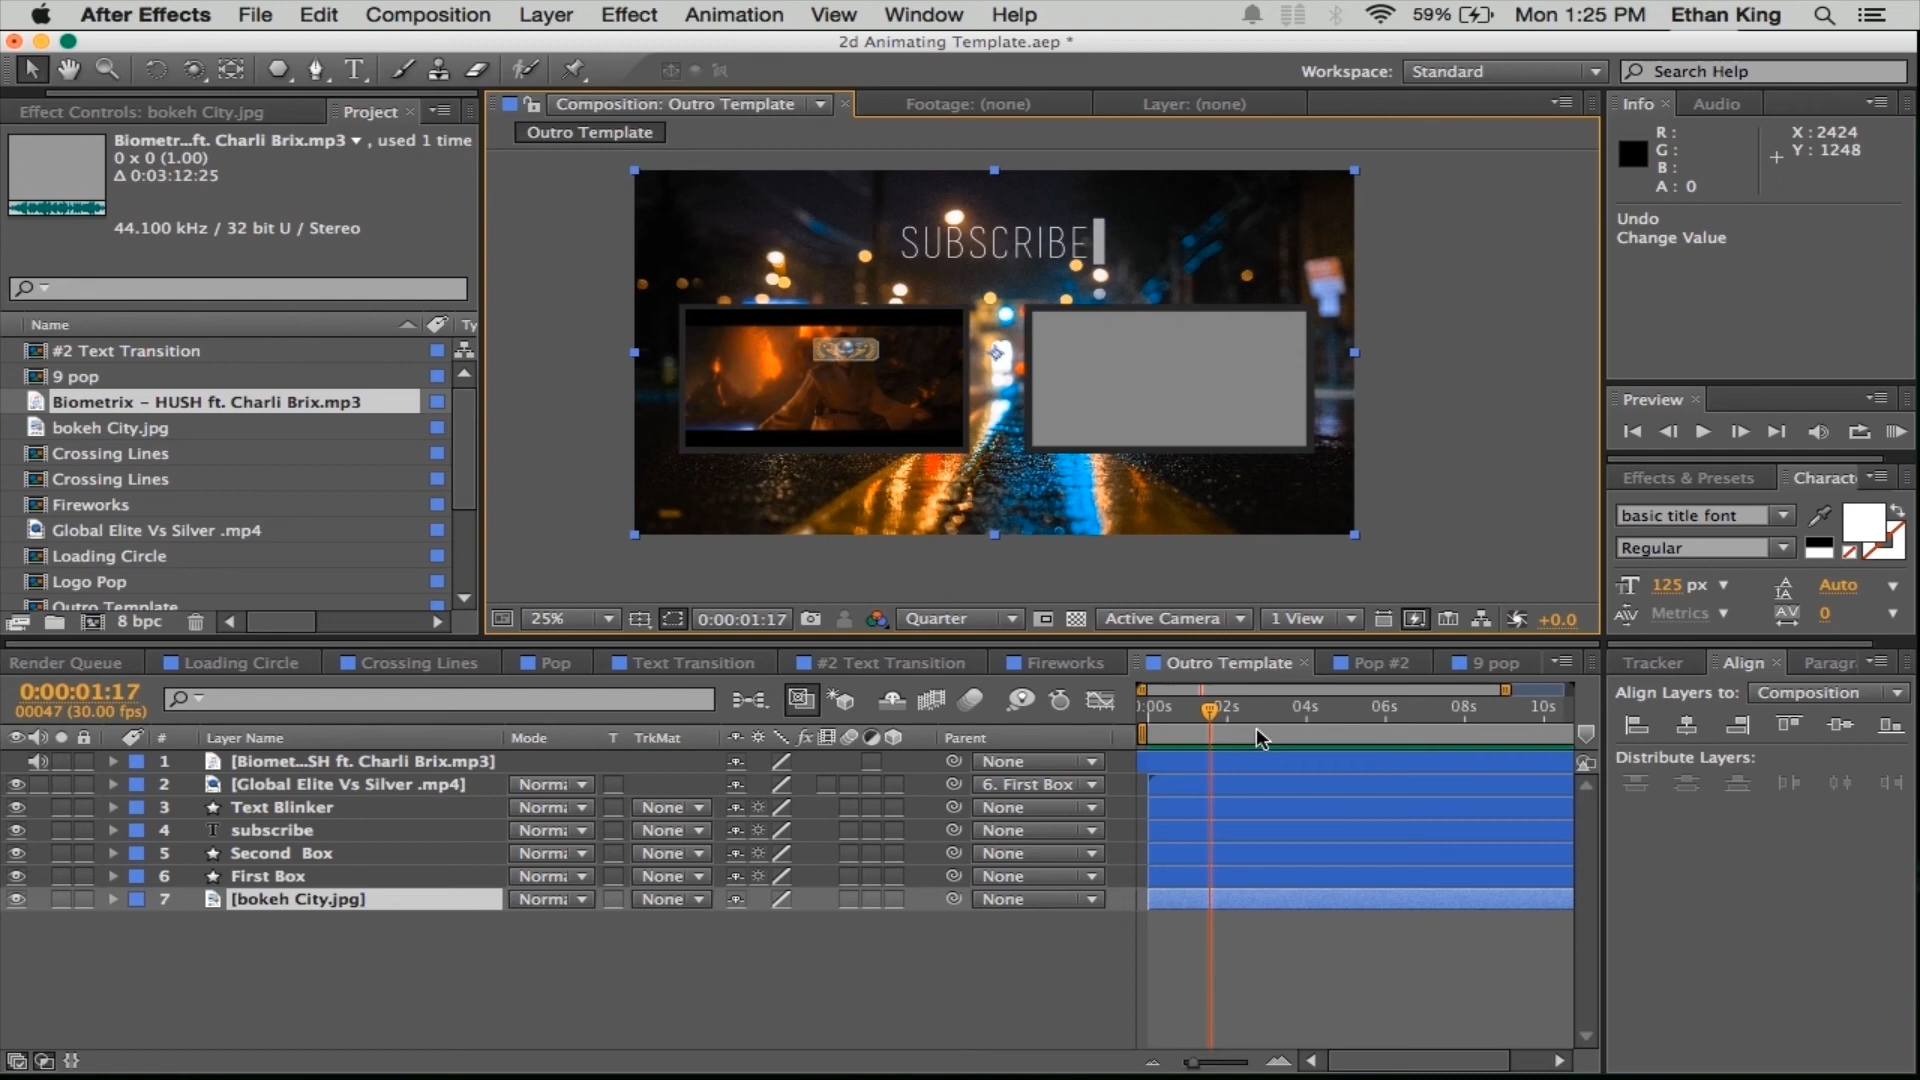 After Effects File Edit Composition Layer Effect Animation View Window Help 59% Mon 1:25 PM Ethan King
2d Animating Template.aep *
Workspace: Standard Search Help
Effect Controls: bokeh City.jpg Project Composition: Outro Template Footage: (none) Layer: (none) Info Audio
Outro Template
Biometr...ft. Charli Brix.mp3 , used 1 time
0 x 0 (1.00)
Δ 0:03:12:25
44.100 kHz / 32 bit U / Stereo
R :
G :
B :
A : 0
X : 2424
Y : 1248
Undo
Change Value
SUBSCRIBE
Name Ty
#2 Text Transition
9 pop
Biometrix - HUSH ft. Charli Brix.mp3
bokeh City.jpg
Crossing Lines
Crossing Lines
Fireworks
Global Elite Vs Silver .mp4
Loading Circle
Logo Pop
Outro Template
8 bpc
Preview
Effects & Presets Charact
basic title font
Regular
125 px Auto
Metrics 0
25% 0:00:01:17 Quarter Active Camera 1 View +0.0
Render Queue Loading Circle Crossing Lines Pop Text Transition #2 Text Transition Fireworks Outro Template Pop #2 9 pop
Tracker Align Paragr
0:00:01:17
00047 (30.00 fps)
):00s 02s 04s 06s 08s 10s
Align Layers to: Composition
Distribute Layers:
# Layer Name Mode T TrkMat fx Parent
1 [Biomet...SH ft. Charli Brix.mp3] None
2 [Global Elite Vs Silver .mp4] Norma 6. First Box
3 Text Blinker Norma None None
4 T subscribe Norma None None
5 Second Box Norma None None
6 First Box Norma None None
7 [bokeh City.jpg] Norma None None